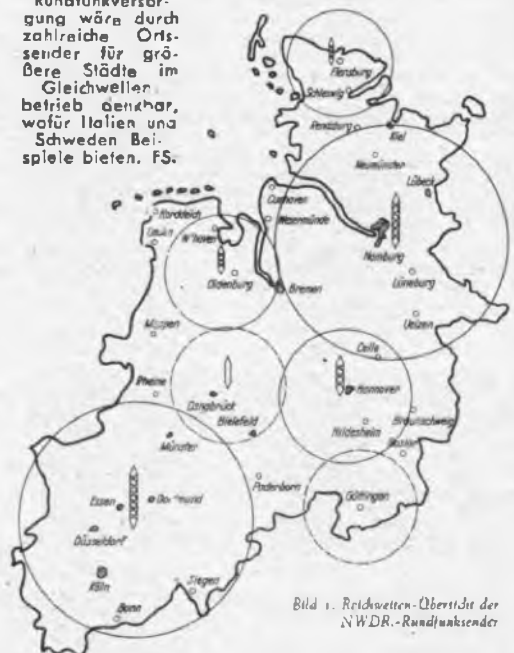 Rundfunkversor-
gung wäre durch
zahlreiche Orts-
sender für grö-
ßere Städte im
Gleichwellen
betrieb denkbar,
wofür Italien und
Schweden Bei-
spiele bieten. FS.
Flensburg
Schleswig
Rendsburg
Kiel
Neumünster
Lübeck
Cuxhaven
Norddeich
Wesermünde
Emden
W'haven
Hamburg
Oldenburg
Lüneburg
Bremen
Uelzen
Meppen
Celle
Rheine
Osnabrück
Hannover
Bielefeld
Braunschweig
Hildesheim
Goslar
Münster
Paderborn
Göttingen
Essen
Dortmund
Düsseldorf
Köln
Siegen
Bonn
Bild 1. Reichweiten-Übersicht der
NWDR.-Rundfunksender